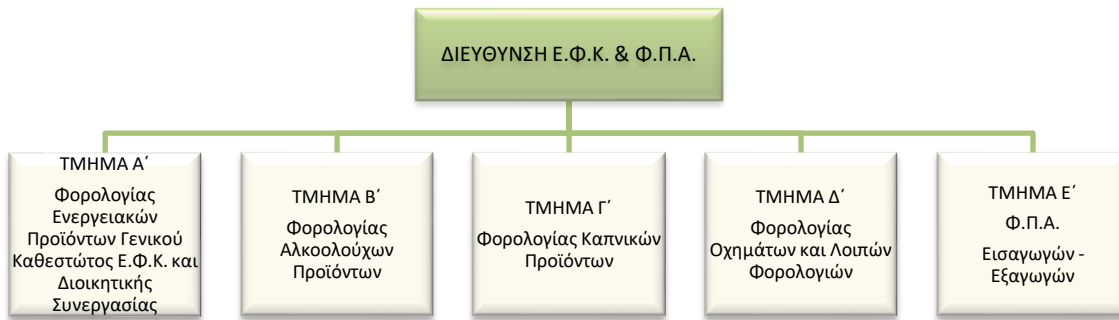 ΔΙΕΥΘΥΝΣΗ Ε.Φ.Κ. & Φ.Π.Α.
ΤΜΗΜΑ Α΄
Φορολογίας
Ενεργειακών
Προϊόντων Γενικού
Καθεστώτος Ε.Φ.Κ. και
Διοικητικής
Συνεργασίας
ΤΜΗΜΑ Β΄
Φορολογίας
Αλκοολούχων
Προϊόντων
ΤΜΗΜΑ Γ΄
Φορολογίας Καπνικών
Προϊόντων
ΤΜΗΜΑ Δ΄
Φορολογίας
Οχημάτων και Λοιπών
Φορολογιών
ΤΜΗΜΑ Ε΄
Φ.Π.Α.
Εισαγωγών -
Εξαγωγών